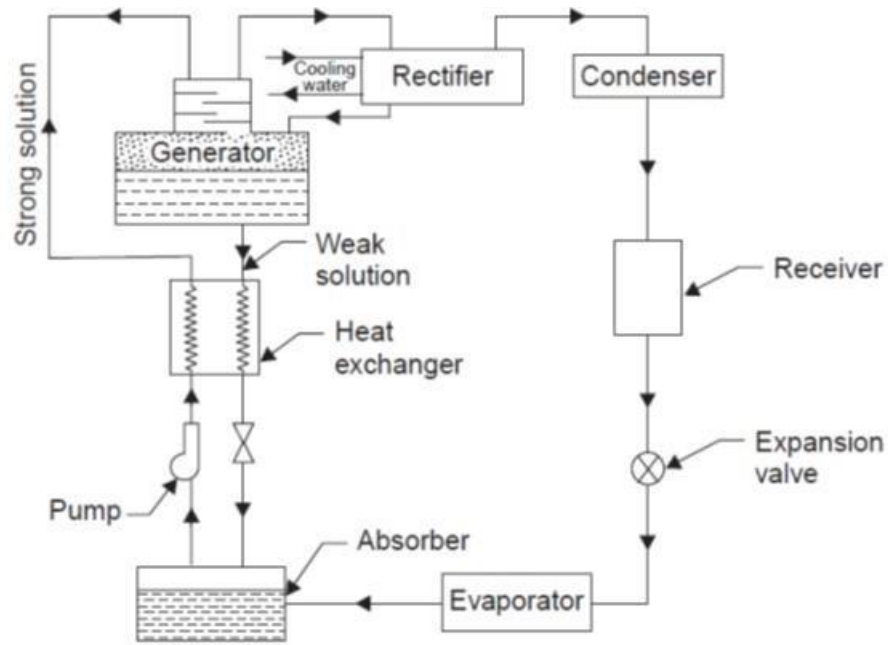 Strong solution
Cooling
water
Rectifier
Condenser
Generator
Weak
solution
Receiver
Heat
exchanger
Expansion
valve
Pump
Absorber
Evaporator